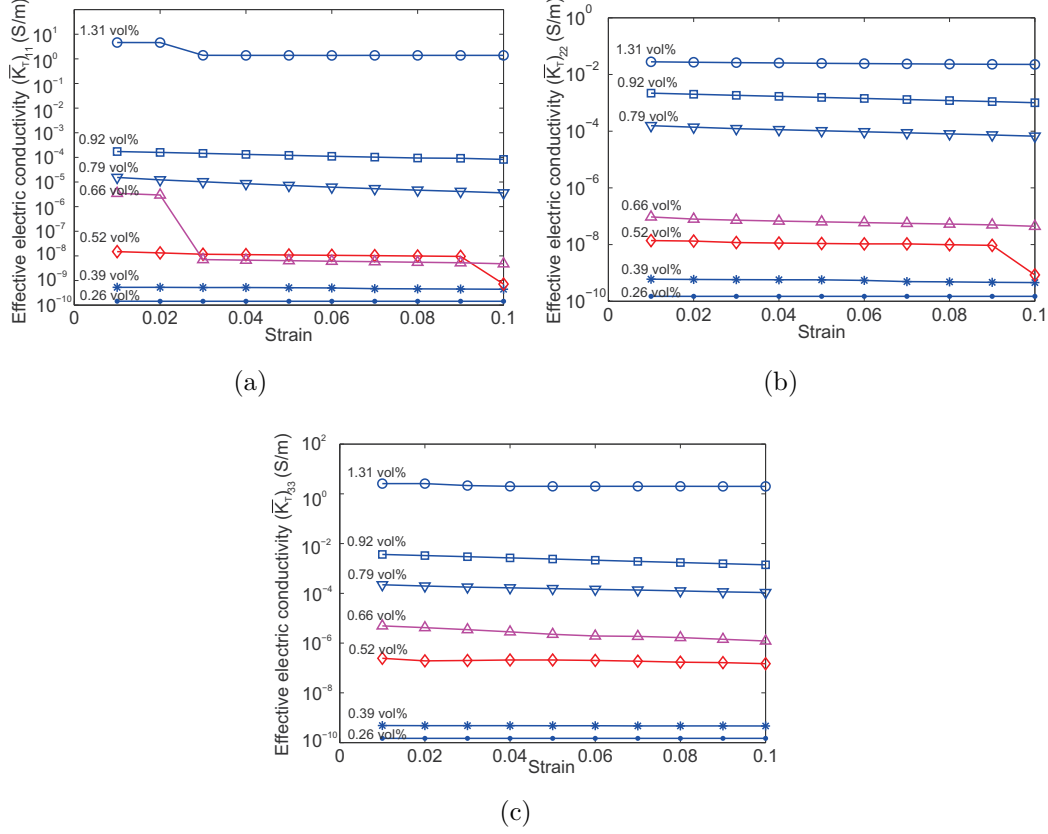 Effective electric conductivity (K̅_T)_11 (S/m)
10^1
10^0
10^−1
10^−2
10^−3
10^−4
10^−5
10^−6
10^−7
10^−8
10^−9
10^−10
1.31 vol%
0.92 vol%
0.79 vol%
0.66 vol%
0.52 vol%
0.39 vol%
0.26 vol%
0 0.02 0.04 0.06 0.08 0.1
Strain
(a)
Effective electric conductivity (K̅_T)_22 (S/m)
10^0
10^−2
10^−4
10^−6
10^−8
10^−10
1.31 vol%
0.92 vol%
0.79 vol%
0.66 vol%
0.52 vol%
0.39 vol%
0.26 vol%
0 0.02 0.04 0.06 0.08 0.1
Strain
(b)
Effective electric conductivity (K̅_T)_33 (S/m)
10^2
10^0
10^−2
10^−4
10^−6
10^−8
10^−10
1.31 vol%
0.92 vol%
0.79 vol%
0.66 vol%
0.52 vol%
0.39 vol%
0.26 vol%
0 0.02 0.04 0.06 0.08 0.1
Strain
(c)